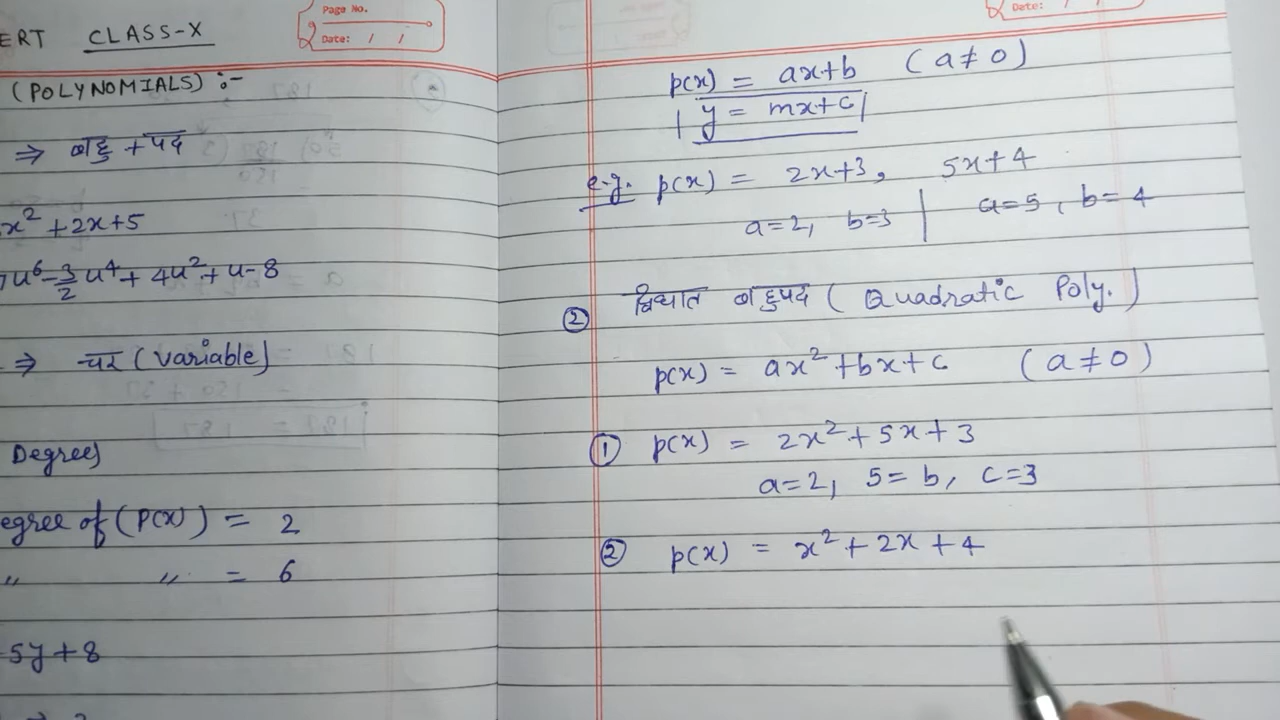 ERT CLASS-X
Page No.
Date: / /
(POLYNOMIALS) :-
⇒ बहु + पद
x² + 2x + 5
7u⁶ - 3/2 u⁴ + 4u² + u - 8
⇒ चर (Variable)
Degree)
egree of (P(x)) = 2
,, ,, = 6
-5y + 8
Date: / /
p(x) = ax+b (a≠0)
y = mx+c
e.g. p(x) = 2x+3, 5x+4
a=2, b=3 | a=5, b=4
② द्विघात बहुपद (Quadratic Poly.)
p(x) = ax² + bx + c (a≠0)
① p(x) = 2x² + 5x + 3
a=2, 5=b, c=3
② p(x) = x² + 2x + 4